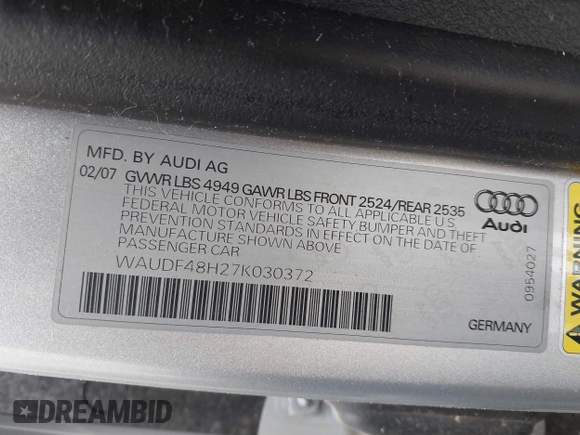 MFD. BY AUDI AG
02/07 GVWR LBS 4949 GAWR LBS FRONT 2524/REAR 2535
THIS VEHICLE CONFORMS TO ALL APPLICABLE U.S
FEDERAL MOTOR VEHICLE SAFETY,BUMPER AND THEFT
PREVENTION STANDARDS IN EFFECT ON THE DATE OF
MANUFACTURE SHOWN ABOVE
PASSENGER CAR
WAUDF48H27K030372
Audi
0954027
GERMANY
WARNING
DREAMBID